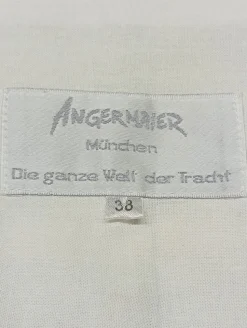 ANGERMAIER
München
Die ganze Welt der Tracht
38